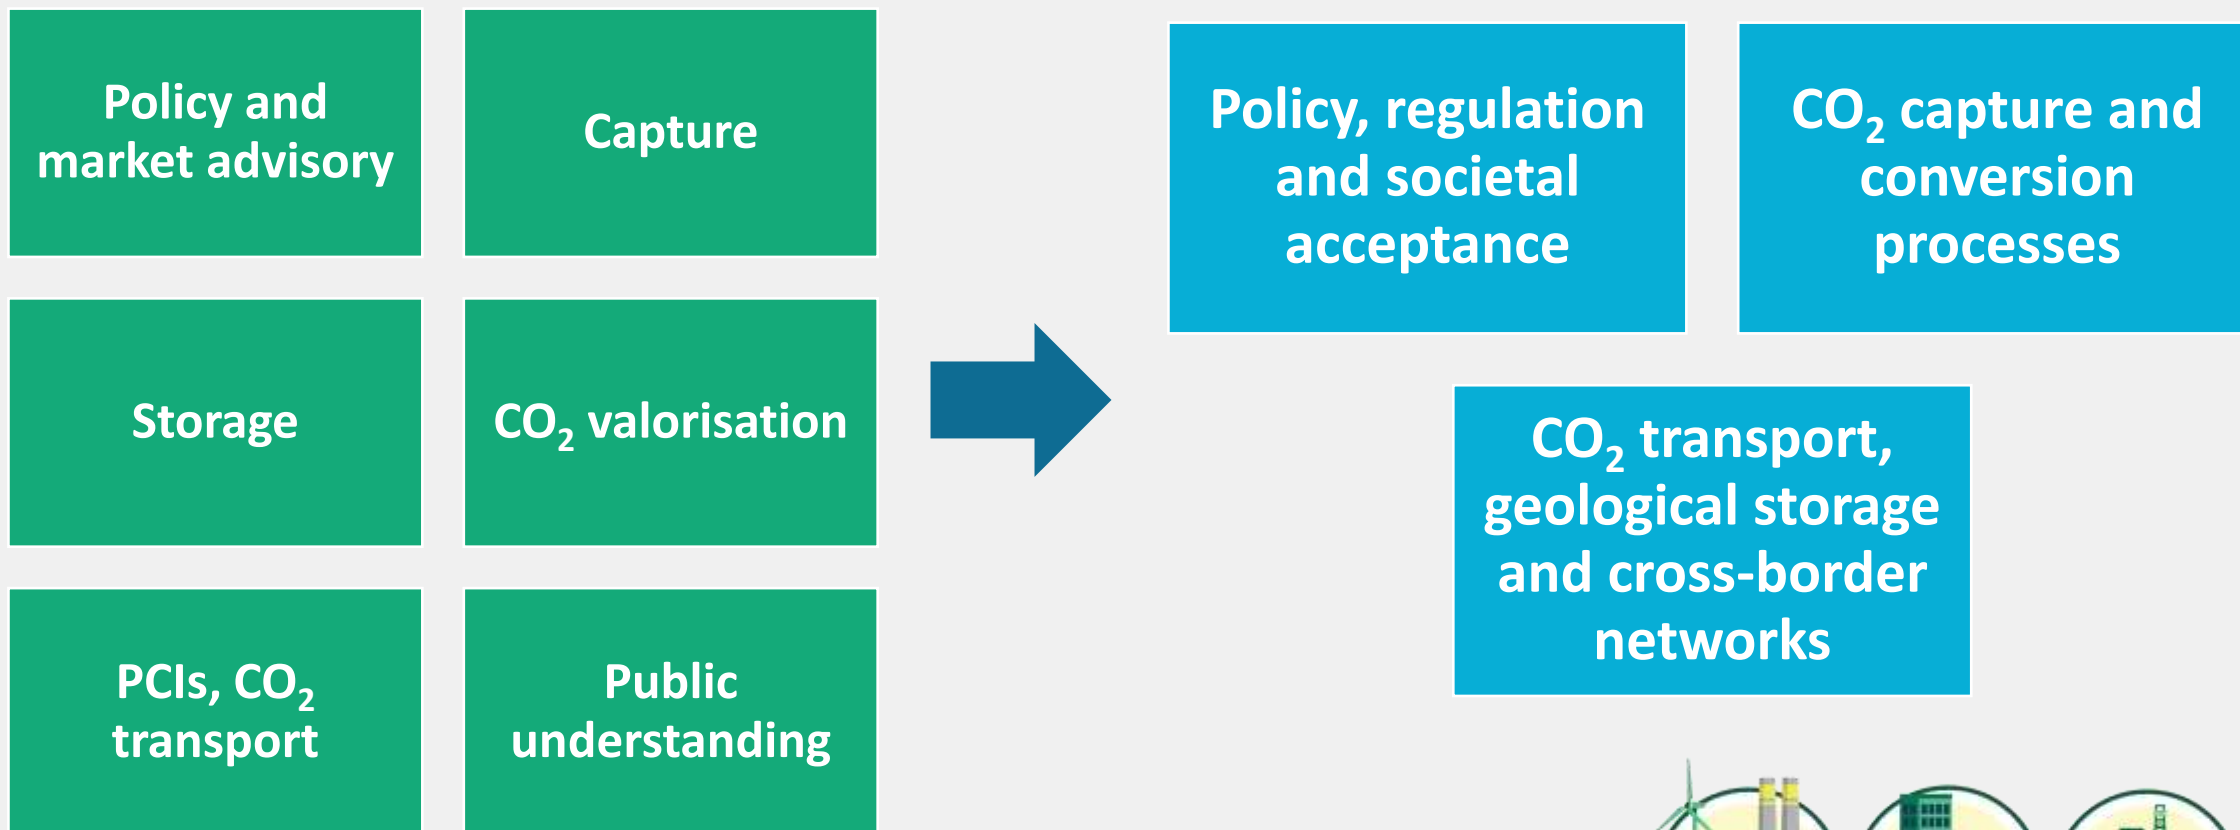 Policy and
market advisory
Capture
Storage
CO₂ valorisation
PCIs, CO₂
transport
Public
understanding
Policy, regulation
and societal
acceptance
CO₂ capture and
conversion
processes
CO₂ transport,
geological storage
and cross-border
networks